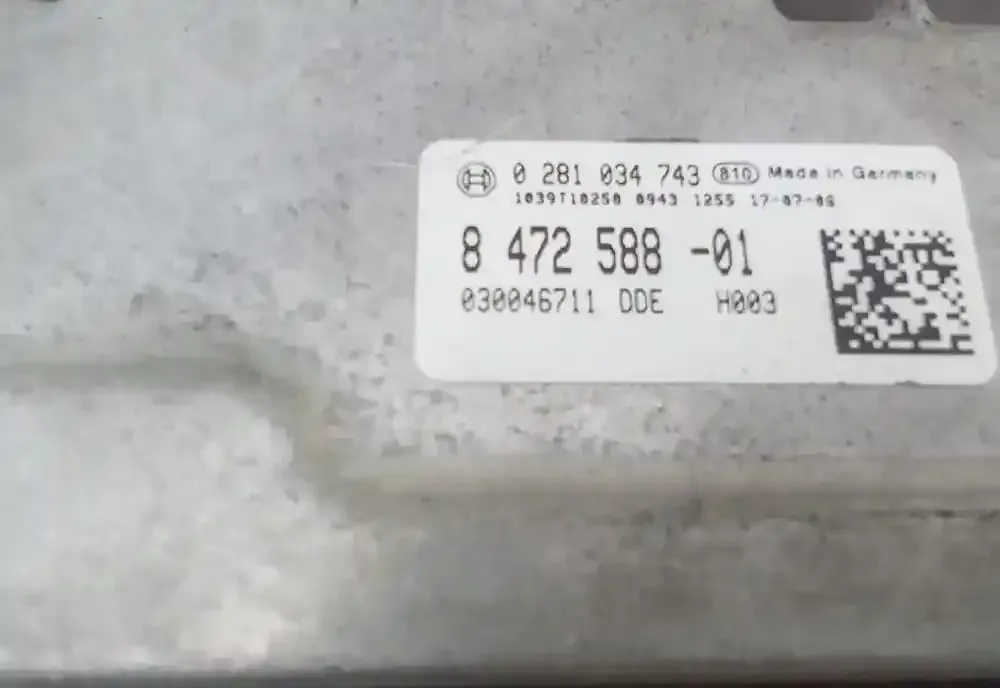 0 281 034 743 810 Made in Germany
1039T10250 0943 1255 17-07-06
8 472 588 -01
030046711 DDE H003